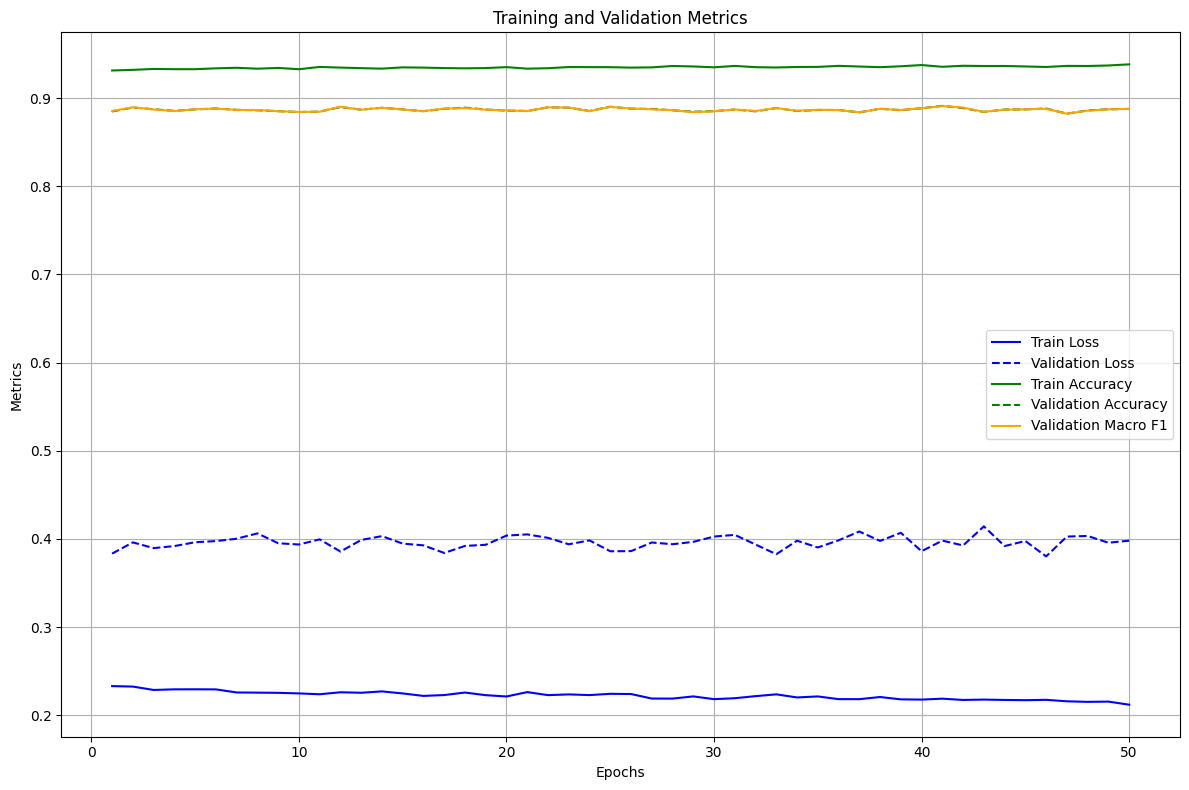 Training and Validation Metrics
Metrics
0.9
0.8
0.7
0.6
0.5
0.4
0.3
0.2
Train Loss
Validation Loss
Train Accuracy
Validation Accuracy
Validation Macro F1
0
10
20
30
40
50
Epochs